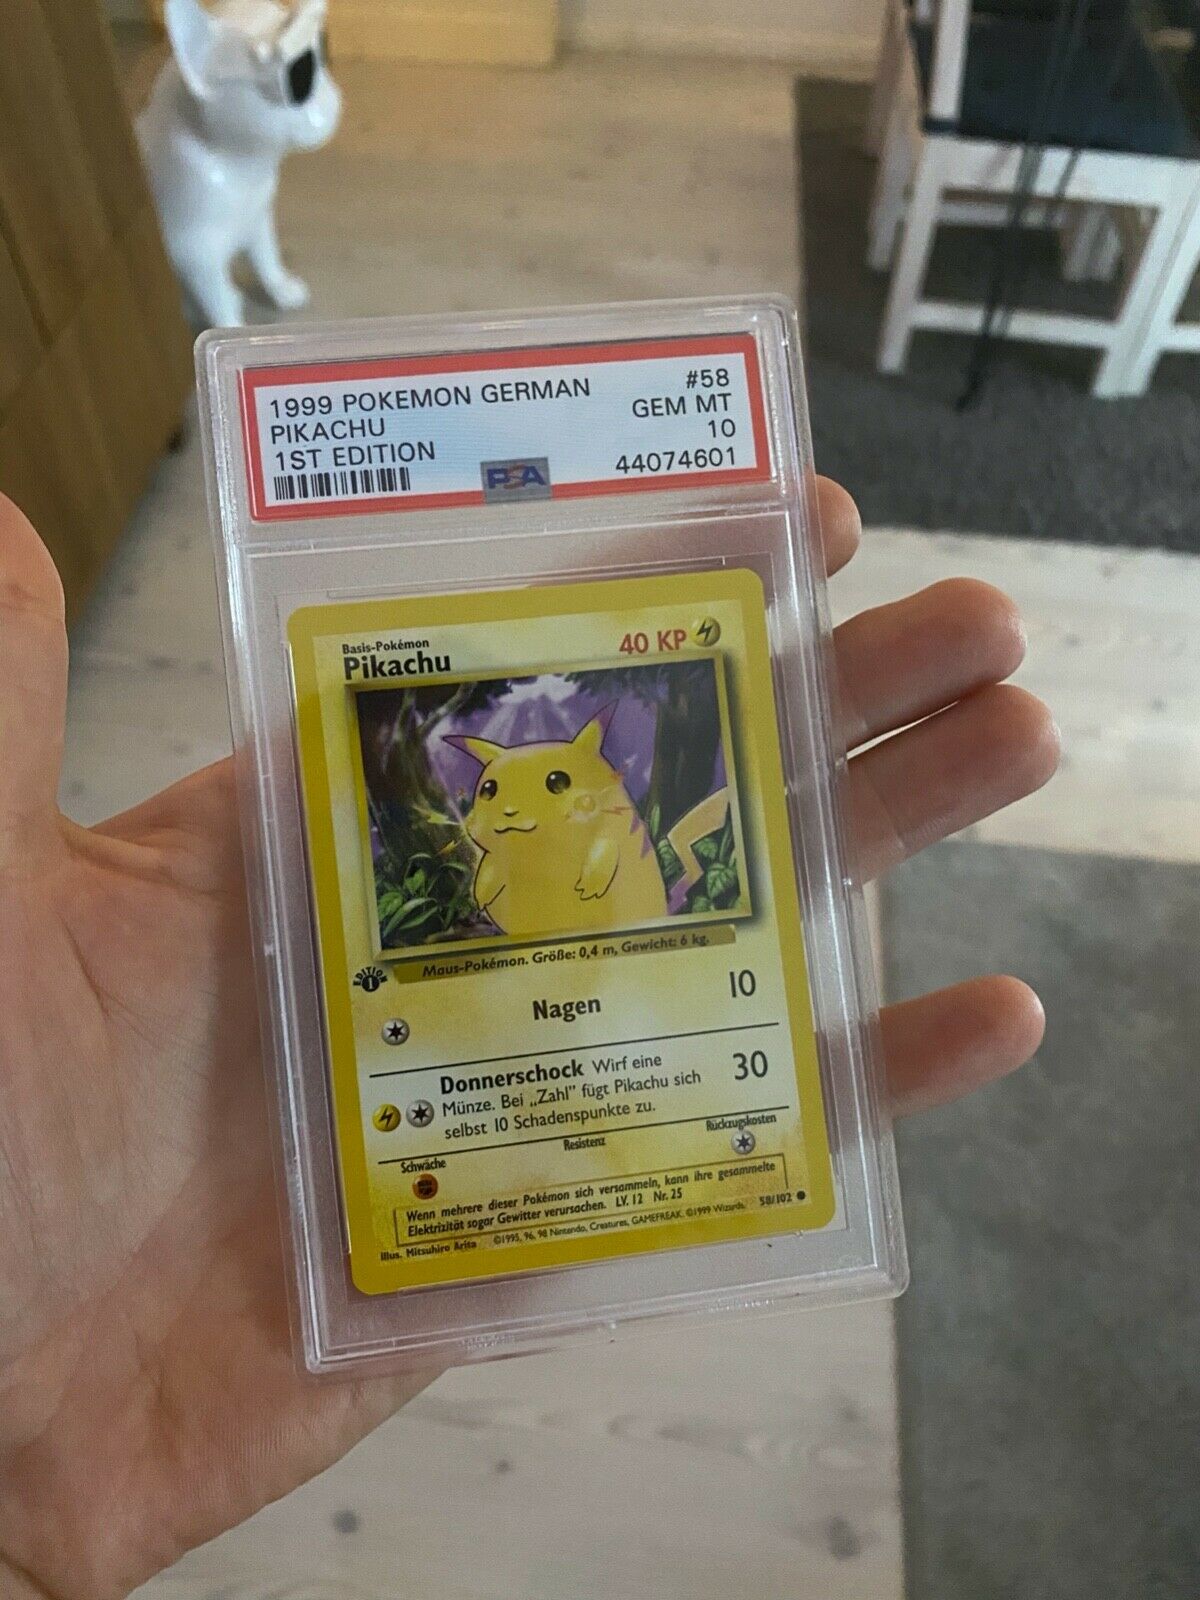 1999 POKEMON GERMAN #58
PIKACHU GEM MT
1ST EDITION 10
PSA 44074601
Basis-Pokémon
Pikachu 40 KP
Maus-Pokémon. Größe: 0,4 m, Gewicht: 6 kg.
EDITION
1
Nagen 10
Donnerschock Wirf eine
Münze. Bei „Zahl” fügt Pikachu sich
selbst 10 Schadenspunkte zu.
30
Schwäche Resistenz Rückzugskosten
Wenn mehrere dieser Pokémon sich versammeln, kann ihre gesammelte
Elektrizität sogar Gewitter verursachen. LV. 12 Nr. 25
Illus. Mitsuhiro Arita ©1995, 96, 98 Nintendo, Creatures, GAMEFREAK. ©1999 Wizards. 58/102